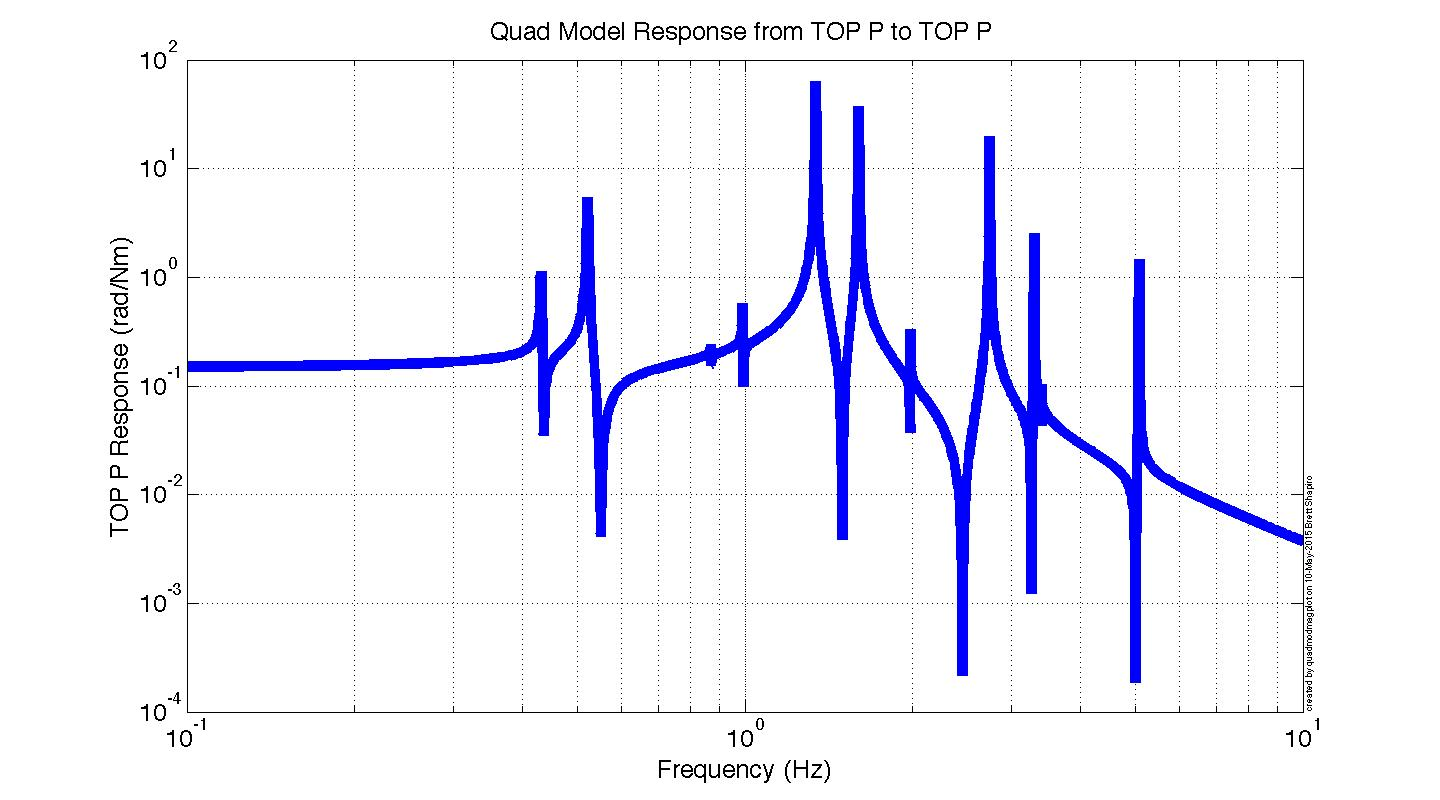 Quad Model Response from TOP P to TOP P
TOP P Response (rad/Nm)
10^2
10^1
10^0
10^-1
10^-2
10^-3
10^-4
10^-1
10^0
10^1
Frequency (Hz)
created by quadmodmagplot on 10-May-2015 Brett Shapiro